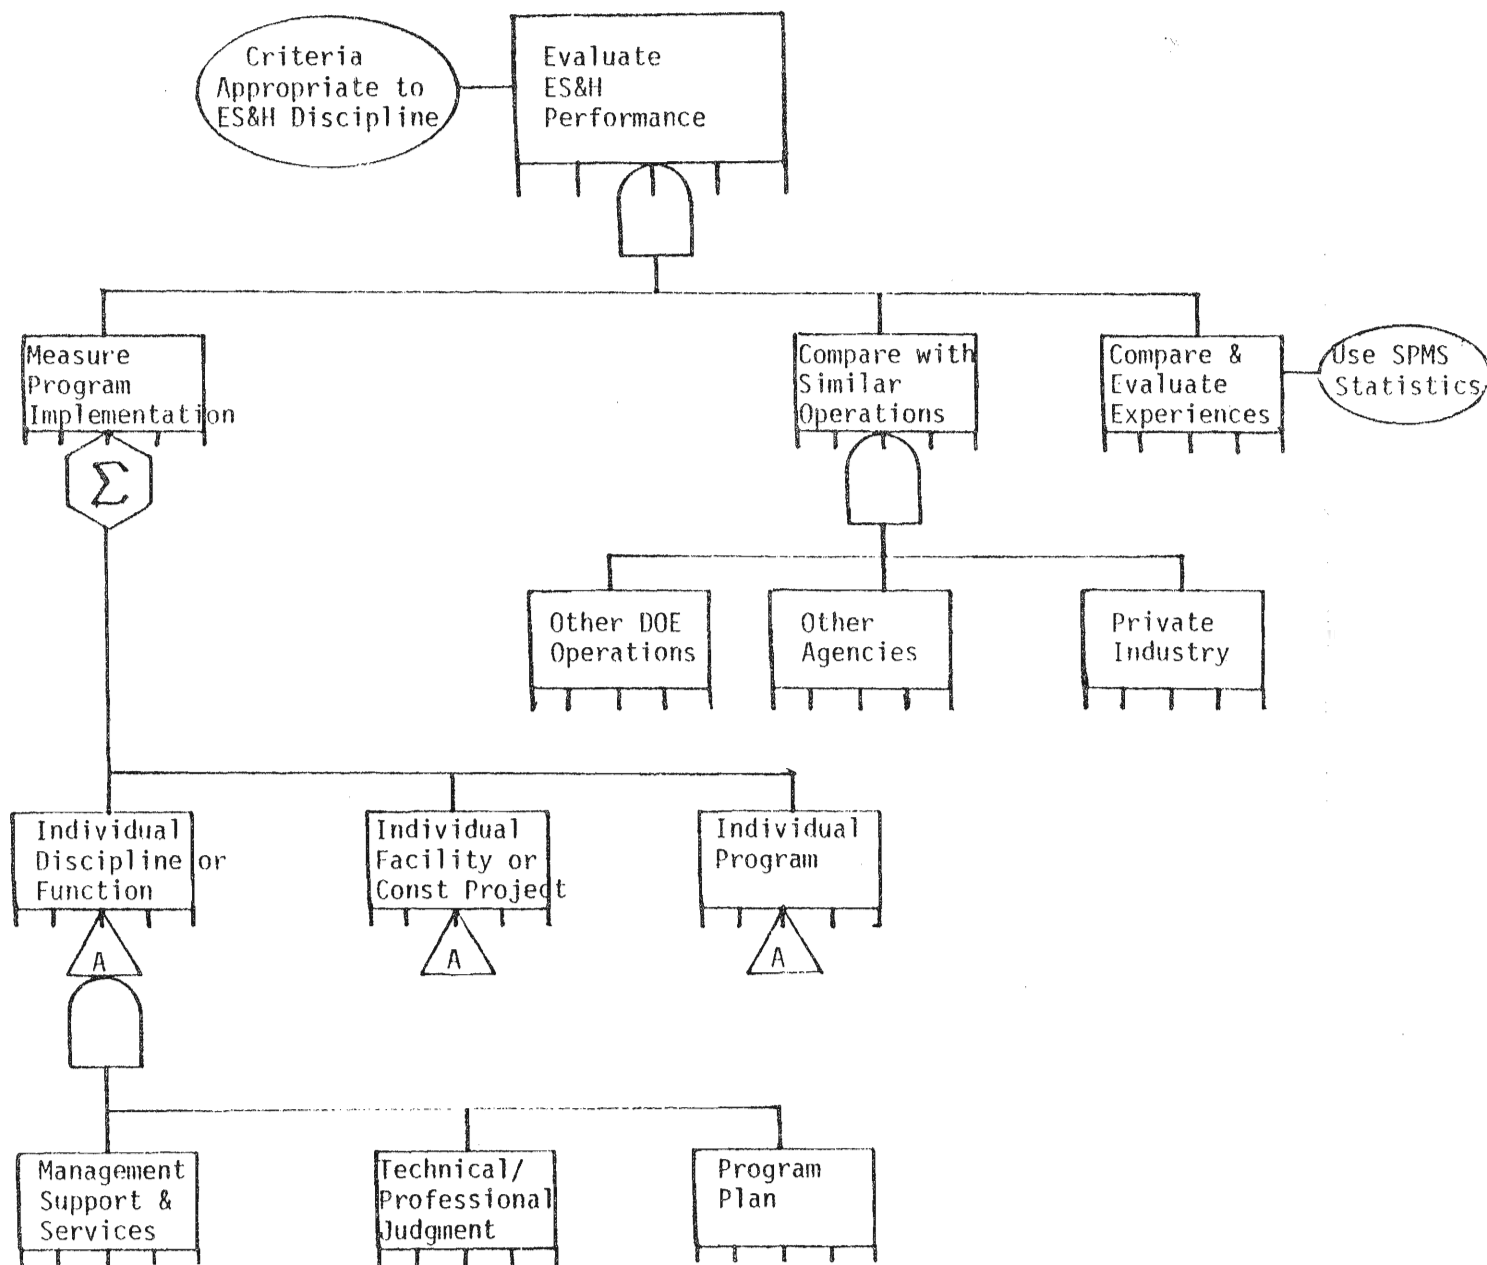 Criteria
Appropriate to
ES&H Discipline
Evaluate
ES&H
Performance
Measure
Program
Implementation
Σ
Compare with
Similar
Operations
Compare &
Evaluate
Experiences
Use SPMS
Statistics
Other DOE
Operations
Other
Agencies
Private
Industry
Individual
Discipline or
Function
A
Individual
Facility or
Const Project
A
Individual
Program
A
Management
Support &
Services
Technical/
Professional
Judgment
Program
Plan